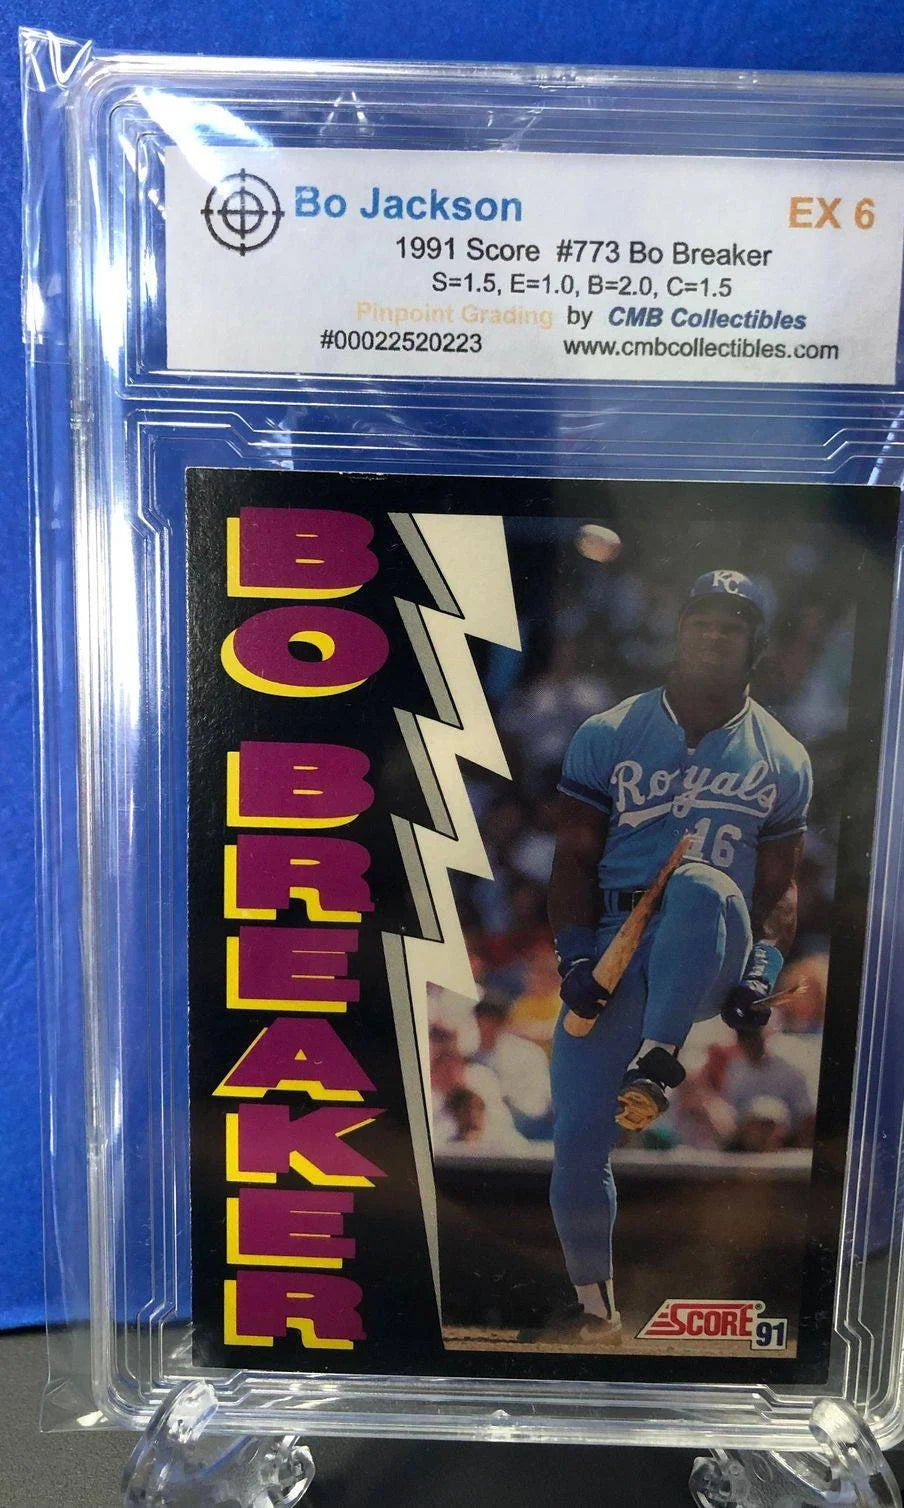 Bo Jackson EX 6
1991 Score #773 Bo Breaker
S=1.5, E=1.0, B=2.0, C=1.5
Pinpoint Grading by CMB Collectibles
#00022520223 www.cmbcollectibles.com
BO BREAKER
KC
Royals
16
SCORE® 91